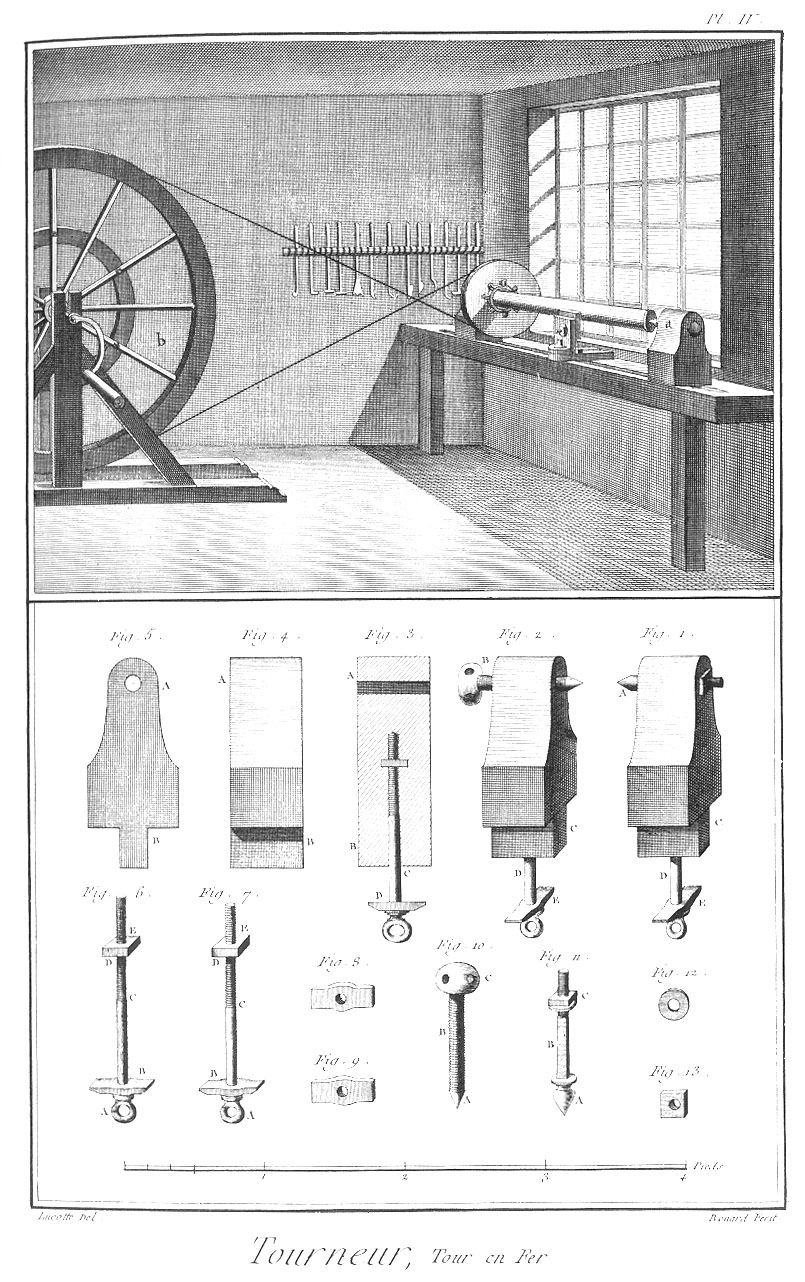 Pl. IV.
b
a
Fig. 5.
Fig. 4.
Fig. 3.
Fig. 2.
Fig. 1.
A
B
A
B
A
B
C
D
B
C
D
E
A
C
D
E
Fig. 6.
Fig. 7.
Fig. 8.
Fig. 10.
Fig. 11.
Fig. 12.
E
D
C
B
A
E
D
C
B
A
Fig. 9.
C
B
A
C
B
A
Fig. 13.
1
2
3
4
Pieds
Lucotte Del.
Benard Fecit
Tourneur, Tour en Fer